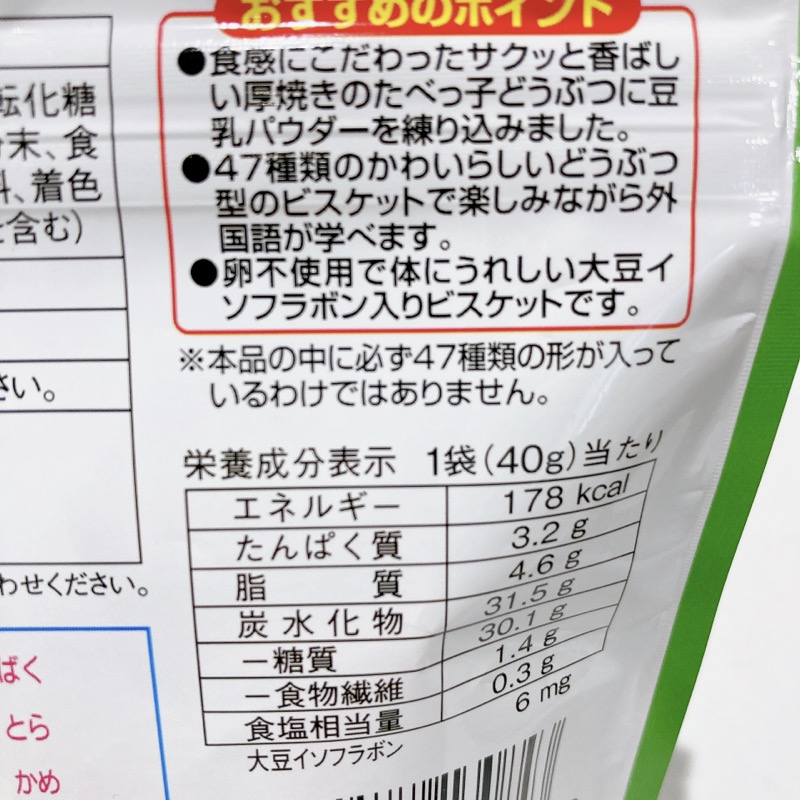 おすすめのポイント
●食感にこだわったサクッと香ばし
い厚焼きのたべっ子どうぶつに豆
乳パウダーを練り込みました。
●47種類のかわいらしいどうぶつ
型のビスケットで楽しみながら外
国語が学べます。
●卵不使用で体にうれしい大豆イ
ソフラボン入りビスケットです。
※本品の中に必ず47種類の形が入って
いるわけではありません。
栄養成分表示 1袋(40g)当たり
エネルギー 178 kcal
たんぱく質 3.2 g
脂質 4.6 g
炭水化物 31.5 g
－糖質 30.1 g
－食物繊維 1.4 g
食塩相当量 0.3 g
大豆イソフラボン 6 mg
転化糖
末、食
料、着色
含む)
さい。
わせください。
ばく
とら
かめ